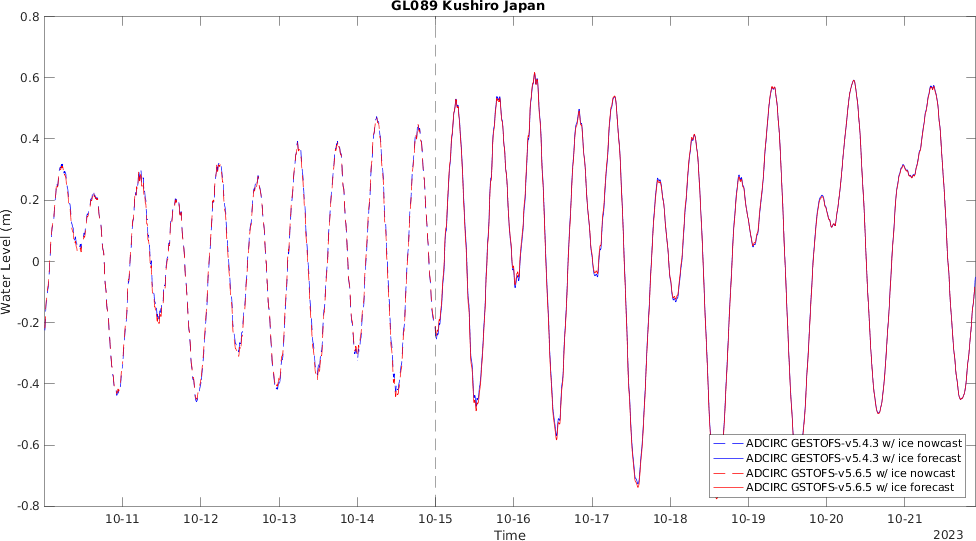 GL089 Kushiro Japan
0.8
0.6
0.4
0.2
0
-0.2
-0.4
-0.6
-0.8
Water Level (m)
10-11 10-12 10-13 10-14 10-15 10-16 10-17 10-18 10-19 10-20 10-21
Time
2023
ADCIRC GESTOFS-v5.4.3 w/ ice nowcast
ADCIRC GESTOFS-v5.4.3 w/ ice forecast
ADCIRC GSTOFS-v5.6.5 w/ ice nowcast
ADCIRC GSTOFS-v5.6.5 w/ ice forecast